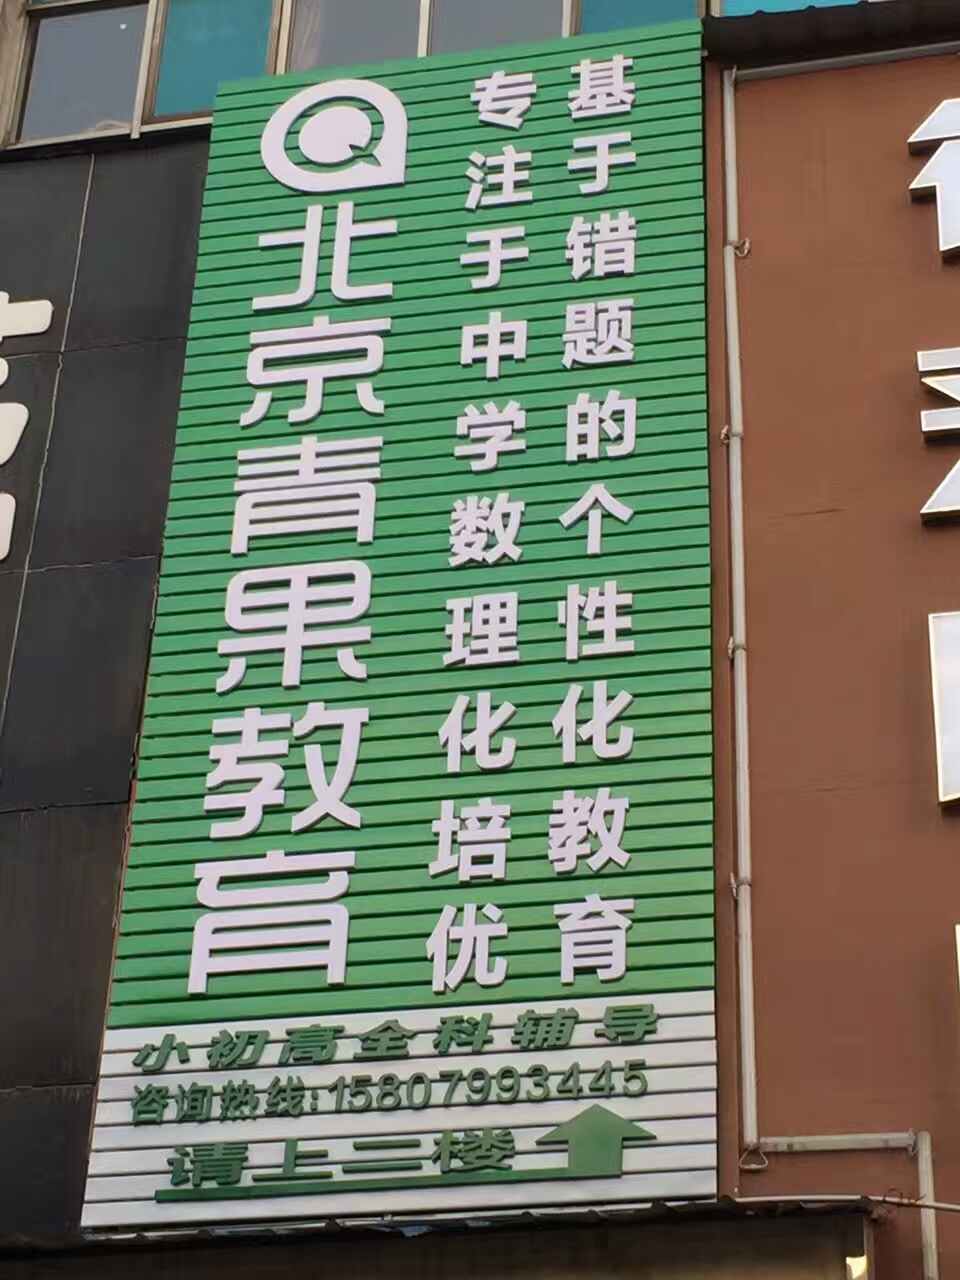 基于错题的个性化教育
专注于中学数理化培优
北京青果教育
小初高全科辅导
咨询热线:15807993445
请上二楼